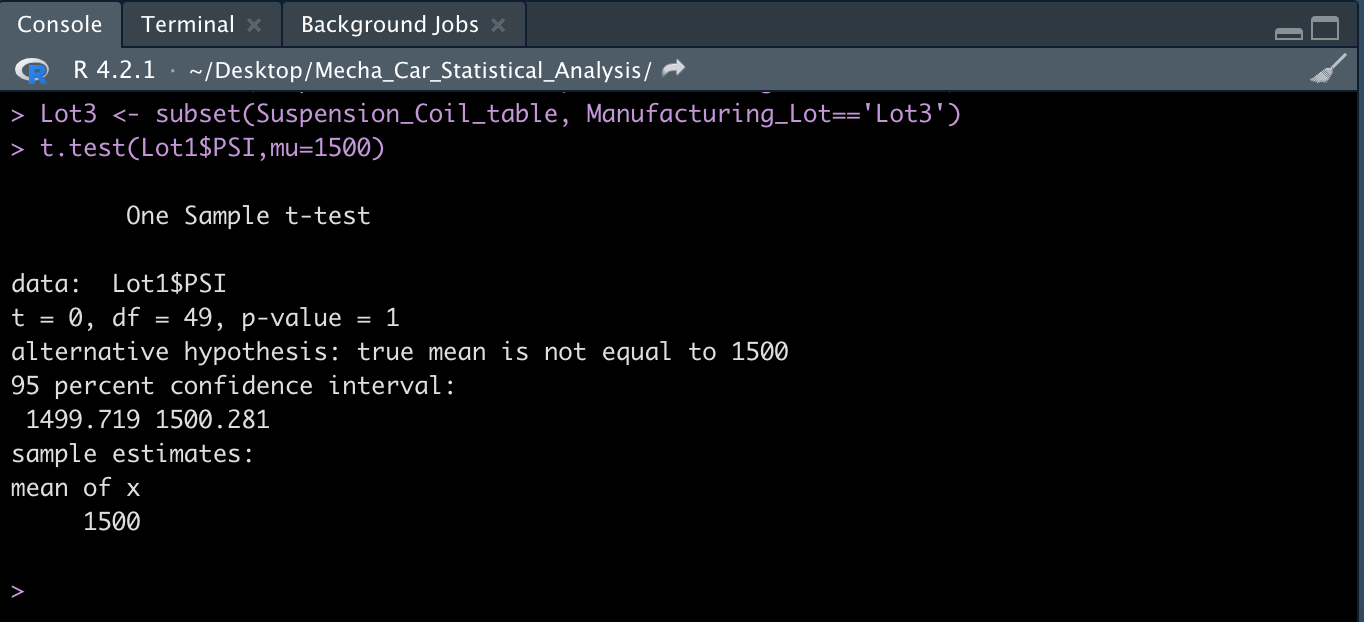 Console Terminal × Background Jobs ×
R R 4.2.1 · ~/Desktop/Mecha_Car_Statistical_Analysis/
> Lot3 <- subset(Suspension_Coil_table, Manufacturing_Lot=='Lot3')
> t.test(Lot1$PSI,mu=1500)
One Sample t-test
data:  Lot1$PSI
t = 0, df = 49, p-value = 1
alternative hypothesis: true mean is not equal to 1500
95 percent confidence interval:
1499.719 1500.281
sample estimates:
mean of x
1500
>